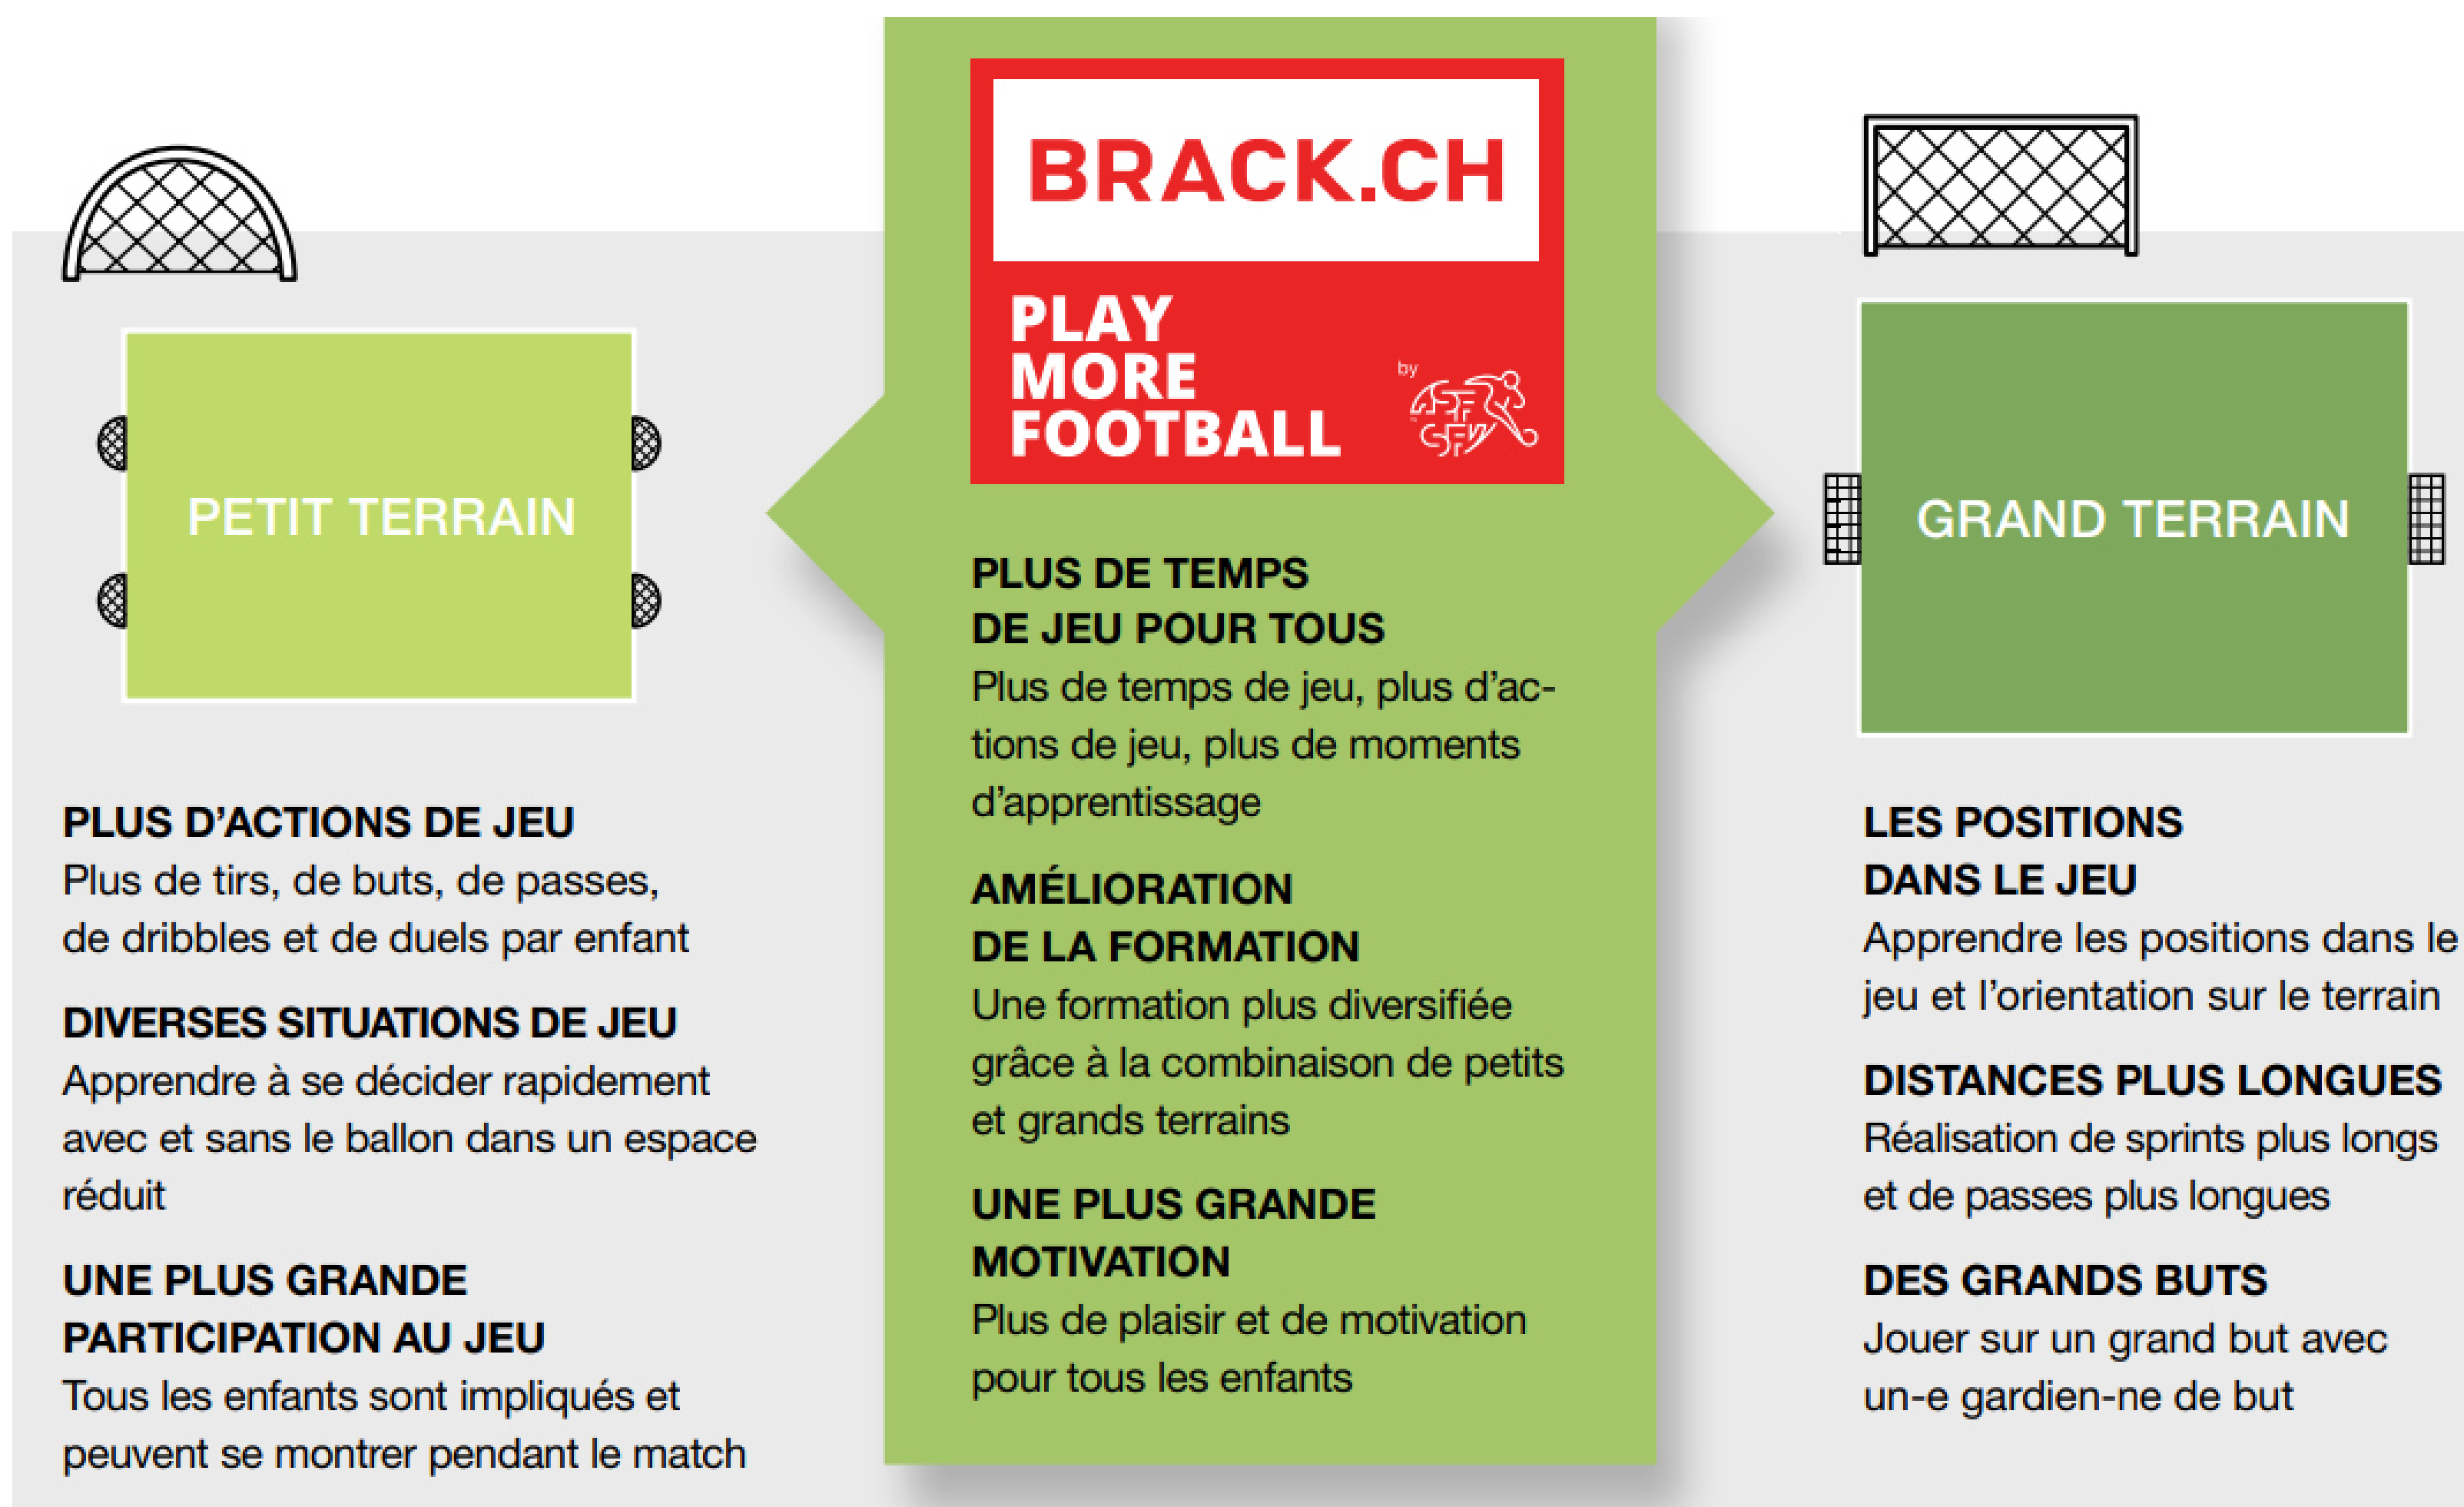 PETIT TERRAIN
PLUS D'ACTIONS DE JEU
Plus de tirs, de buts, de passes,
de dribbles et de duels par enfant
DIVERSES SITUATIONS DE JEU
Apprendre à se décider rapidement
avec et sans le ballon dans un espace
réduit
UNE PLUS GRANDE
PARTICIPATION AU JEU
Tous les enfants sont impliqués et
peuvent se montrer pendant le match
BRACK.CH
PLAY
MORE
FOOTBALL
by
ASF
SFV
PLUS DE TEMPS
DE JEU POUR TOUS
Plus de temps de jeu, plus d'ac-
tions de jeu, plus de moments
d'apprentissage
AMÉLIORATION
DE LA FORMATION
Une formation plus diversifiée
grâce à la combinaison de petits
et grands terrains
UNE PLUS GRANDE
MOTIVATION
Plus de plaisir et de motivation
pour tous les enfants
GRAND TERRAIN
LES POSITIONS
DANS LE JEU
Apprendre les positions dans le
jeu et l'orientation sur le terrain
DISTANCES PLUS LONGUES
Réalisation de sprints plus longs
et de passes plus longues
DES GRANDS BUTS
Jouer sur un grand but avec
un-e gardien-ne de but